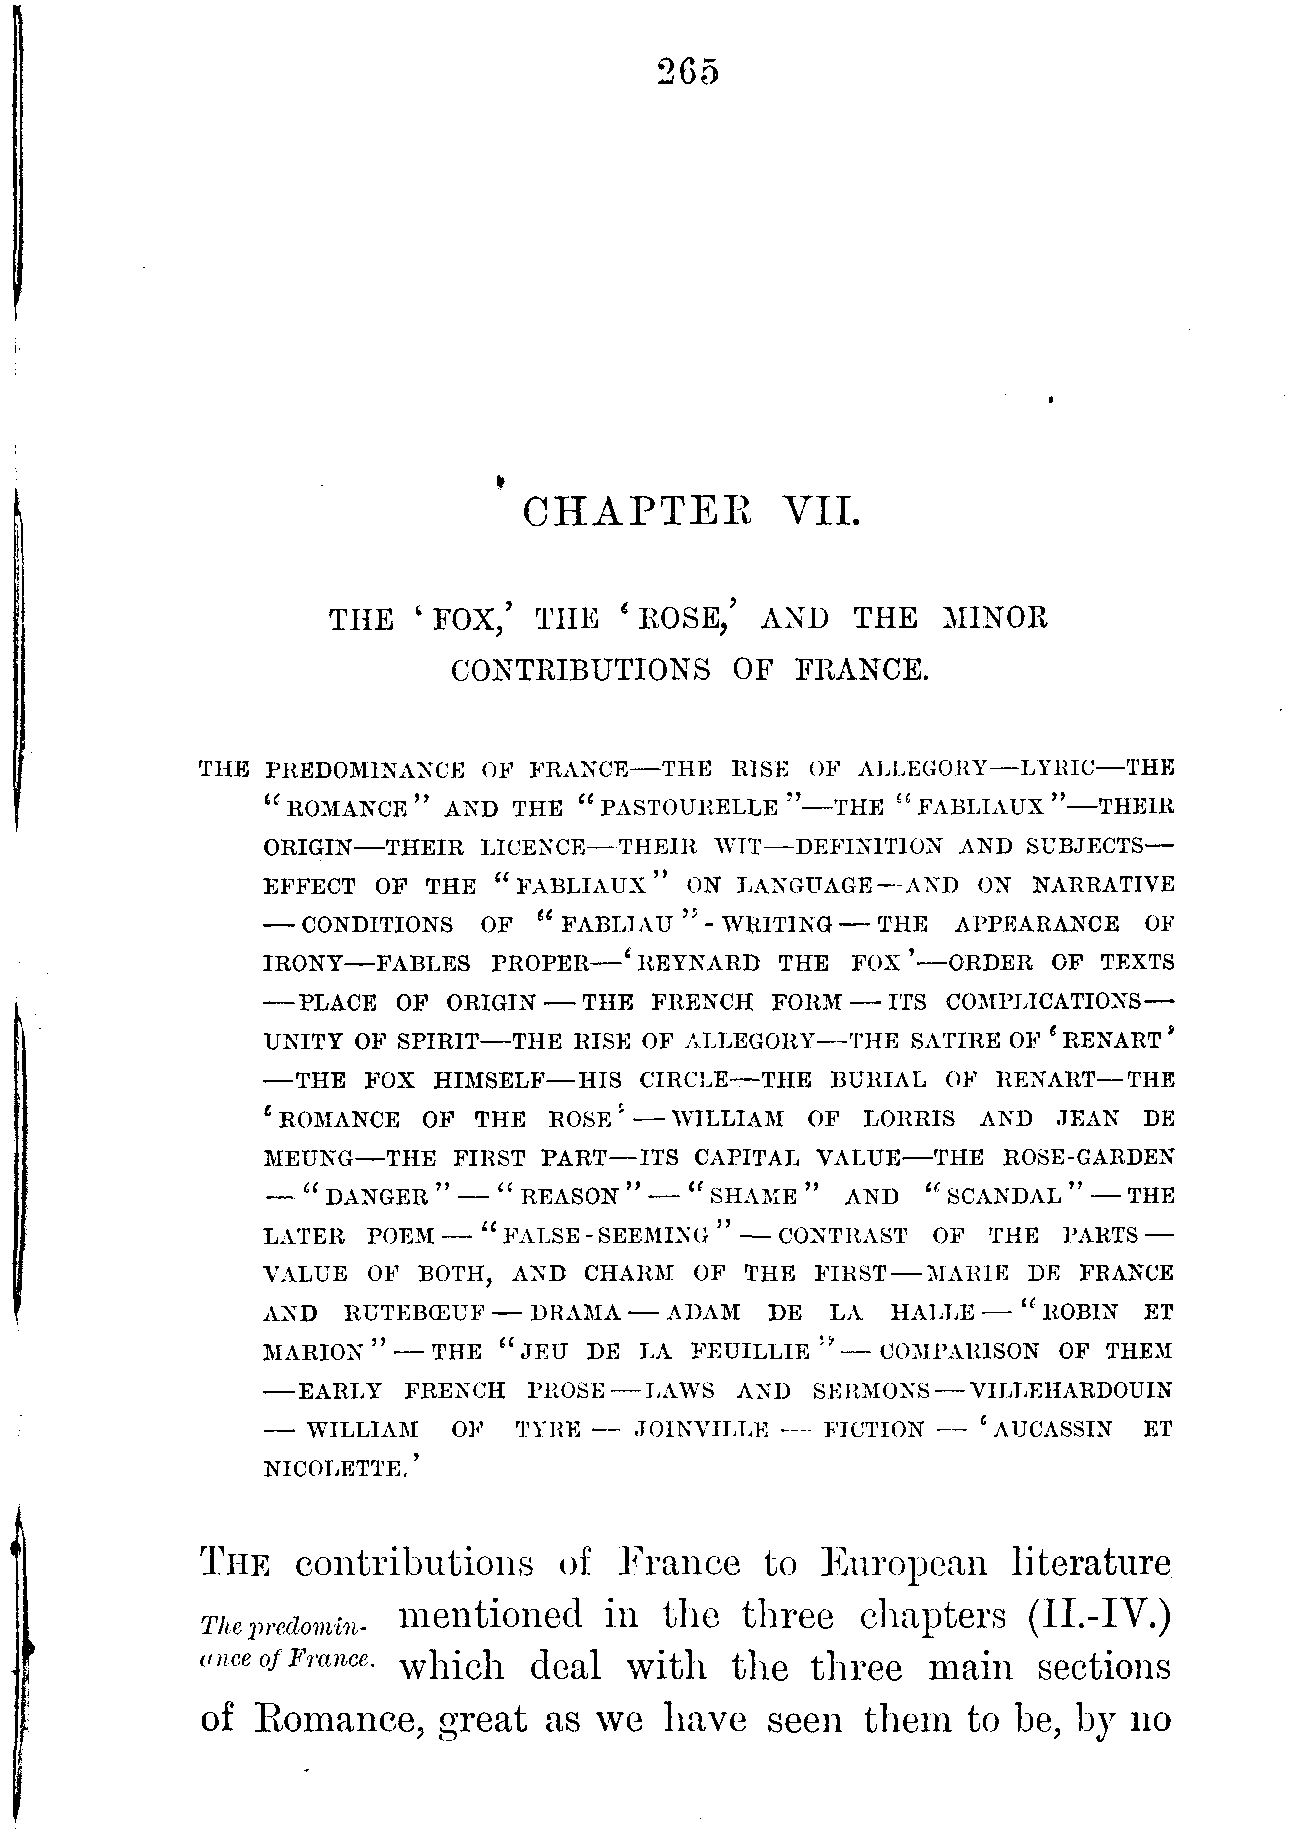 265
CHAPTER VII.
THE ‘FOX,’ THE ‘ROSE,’ AND THE MINOR
CONTRIBUTIONS OF FRANCE.
THE PREDOMINANCE OF FRANCE—THE RISE OF ALLEGORY—LYRIC—THE
“ROMANCE” AND THE “PASTOURELLE”—THE “FABLIAUX”—THEIR
ORIGIN—THEIR LICENCE—THEIR WIT—DEFINITION AND SUBJECTS—
EFFECT OF THE “FABLIAUX” ON LANGUAGE—AND ON NARRATIVE
—CONDITIONS OF “FABLIAU”-WRITING—THE APPEARANCE OF
IRONY—FABLES PROPER—‘REYNARD THE FOX’—ORDER OF TEXTS
—PLACE OF ORIGIN—THE FRENCH FORM—ITS COMPLICATIONS—
UNITY OF SPIRIT—THE RISE OF ALLEGORY—THE SATIRE OF ‘RENART’
—THE FOX HIMSELF—HIS CIRCLE—THE BURIAL OF RENART—THE
‘ROMANCE OF THE ROSE’—WILLIAM OF LORRIS AND JEAN DE
MEUNG—THE FIRST PART—ITS CAPITAL VALUE—THE ROSE-GARDEN
—“DANGER”—“REASON”—“SHAME” AND “SCANDAL”—THE
LATER POEM—“FALSE-SEEMING”—CONTRAST OF THE PARTS—
VALUE OF BOTH, AND CHARM OF THE FIRST—MARIE DE FRANCE
AND RUTEBŒUF—DRAMA—ADAM DE LA HALLE—“ROBIN ET
MARION”—THE “JEU DE LA FEUILLIE”—COMPARISON OF THEM
—EARLY FRENCH PROSE—LAWS AND SERMONS—VILLEHARDOUIN
—WILLIAM OF TYRE—JOINVILLE—FICTION—‘AUCASSIN ET
NICOLETTE.’
THE contributions of France to European literature
The predomin-
ance of France.
mentioned in the three chapters (II.-IV.)
which deal with the three main sections
of Romance, great as we have seen them to be, by no